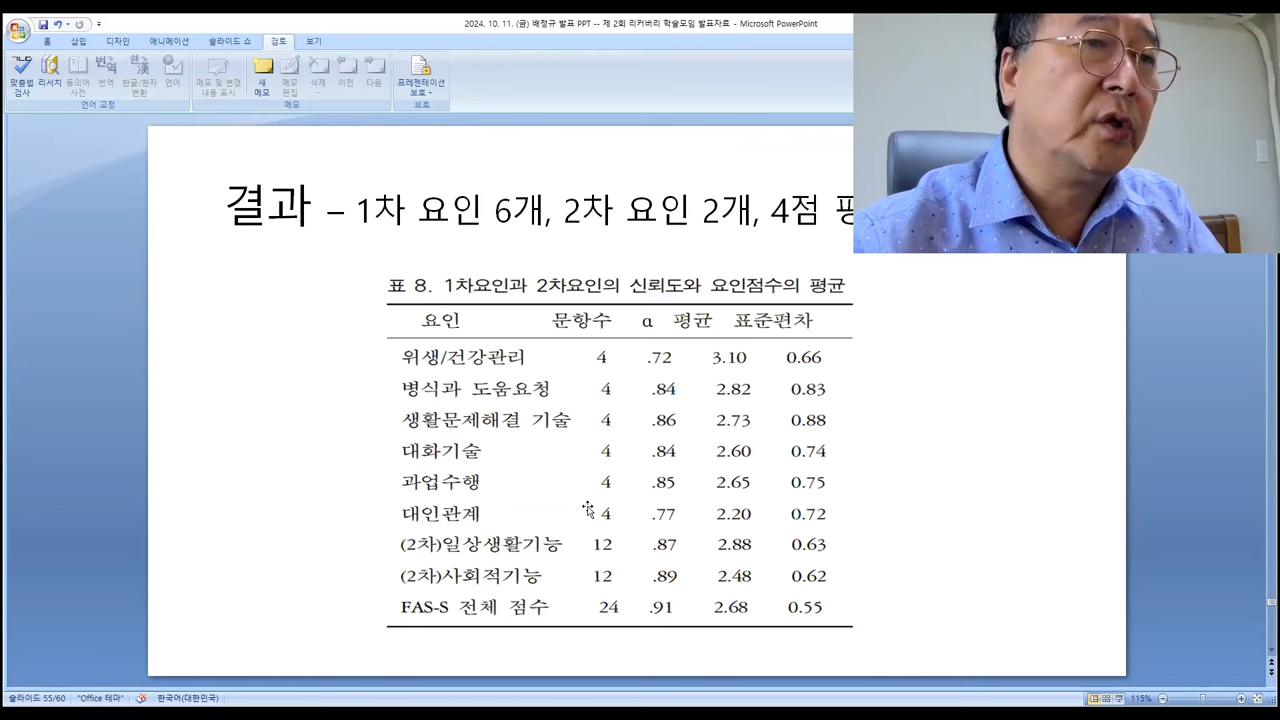 2024. 10. 11. (금) 배정규 발표 PPT -- 제 2회 리커버리 학술모임 발표자료 - Microsoft PowerPoint
홈 삽입 디자인 애니메이션 슬라이드 쇼 검토 보기
맞춤법 검사 리서치 동의어 사전 번역 한글/한자 변환 언어 메모 및 변경 내용 표시 새 메모 메모 편집 삭제 이전 다음 프레젠테이션 보호
언어 교정 메모 보호
결과 – 1차 요인 6개, 2차 요인 2개, 4점
표 8. 1차요인과 2차요인의 신뢰도와 요인점수의 평균
요인 문항수 α 평균 표준편차
위생/건강관리 4 .72 3.10 0.66
병식과 도움요청 4 .84 2.82 0.83
생활문제해결 기술 4 .86 2.73 0.88
대화기술 4 .84 2.60 0.74
과업수행 4 .85 2.65 0.75
대인관계 4 .77 2.20 0.72
(2차)일상생활기능 12 .87 2.88 0.63
(2차)사회적기능 12 .89 2.48 0.62
FAS-S 전체 점수 24 .91 2.68 0.55
슬라이드 55/60 "Office 테마" 한국어(대한민국) 115%